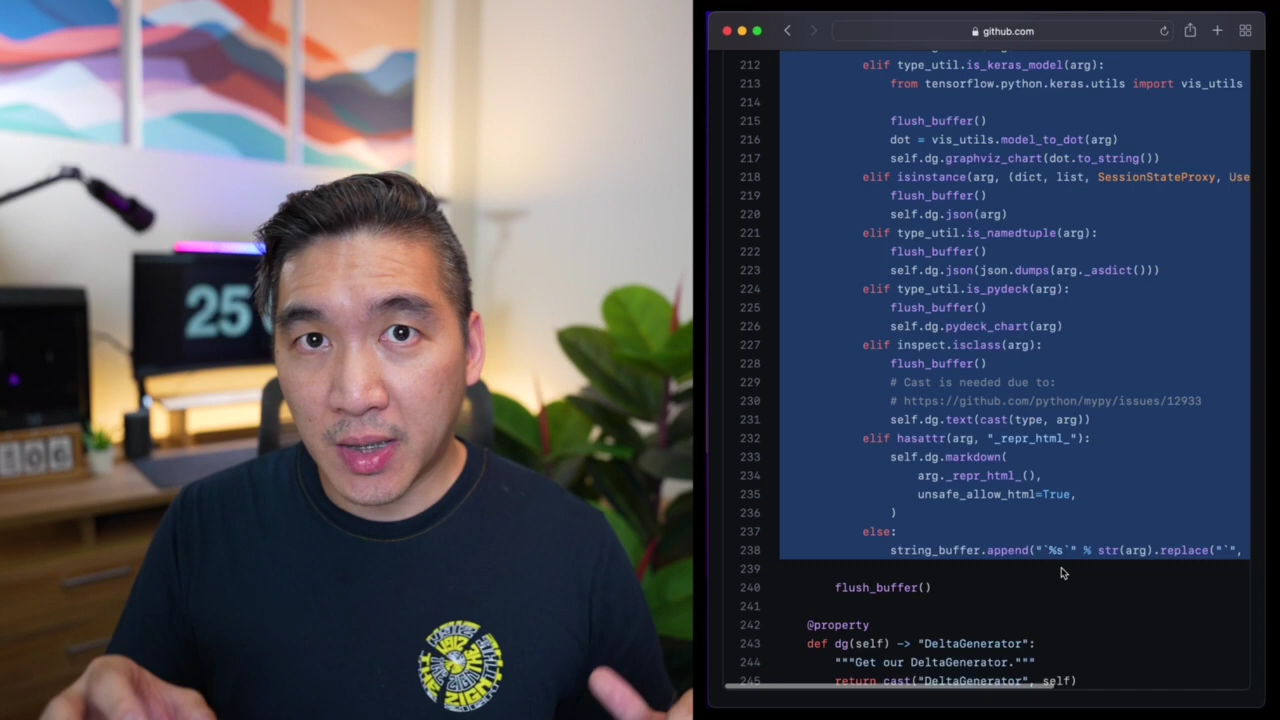 25
github.com
212 elif type_util.is_keras_model(arg):
213 from tensorflow.python.keras.utils import vis_utils
214
215 flush_buffer()
216 dot = vis_utils.model_to_dot(arg)
217 self.dg.graphviz_chart(dot.to_string())
218 elif isinstance(arg, (dict, list, SessionStateProxy, Use
219 flush_buffer()
220 self.dg.json(arg)
221 elif type_util.is_namedtuple(arg):
222 flush_buffer()
223 self.dg.json(json.dumps(arg._asdict()))
224 elif type_util.is_pydeck(arg):
225 flush_buffer()
226 self.dg.pydeck_chart(arg)
227 elif inspect.isclass(arg):
228 flush_buffer()
229 # Cast is needed due to:
230 # https://github.com/python/mypy/issues/12933
231 self.dg.text(cast(type, arg))
232 elif hasattr(arg, "_repr_html_"):
233 self.dg.markdown(
234 arg._repr_html_(),
235 unsafe_allow_html=True,
236 )
237 else:
238 string_buffer.append("`%s`" % str(arg).replace("`",
239
240 flush_buffer()
241
242 @property
243 def dg(self) -> "DeltaGenerator":
244 """Get our DeltaGenerator."""
245 return cast("DeltaGenerator", self)